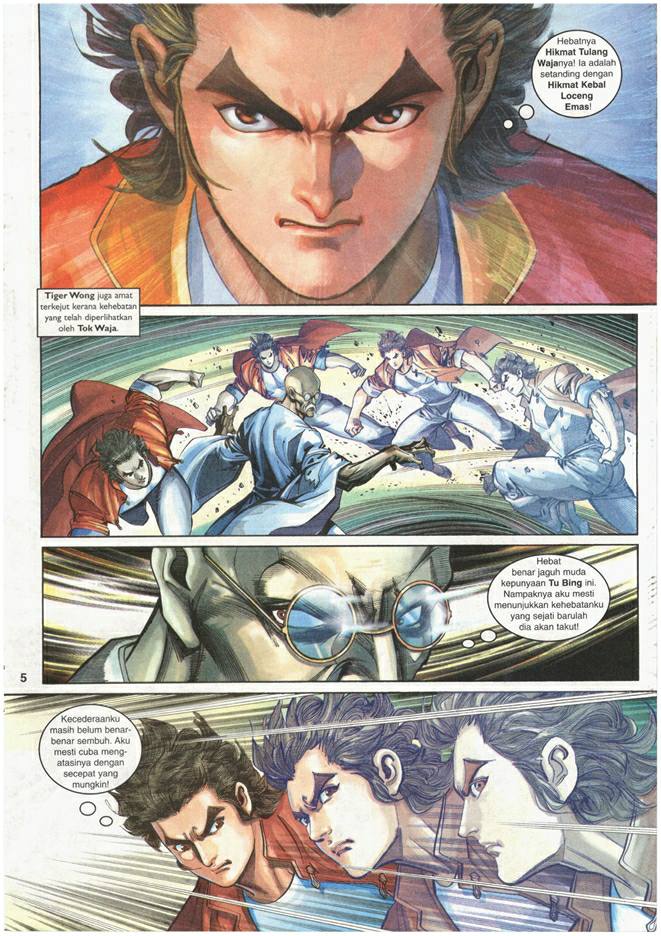 Hebatnya
Hikmat Tulang
Wajanya! Ia adalah
setanding dengan
Hikmat Kebal
Loceng
Emas!
Tiger Wong juga amat
terkejut kerana kehebatan
yang telah diperlihatkan
oleh Tok Waja.
Hebat
benar jaguh muda
kepunyaan Tu Bing ini.
Nampaknya aku mesti
menunjukkan kehebatanku
yang sejati barulah
dia akan takut!
5
Kecederaanku
masih belum benar-
benar sembuh. Aku
mesti cuba meng-
atasinya dengan
secepat yang
mungkin!